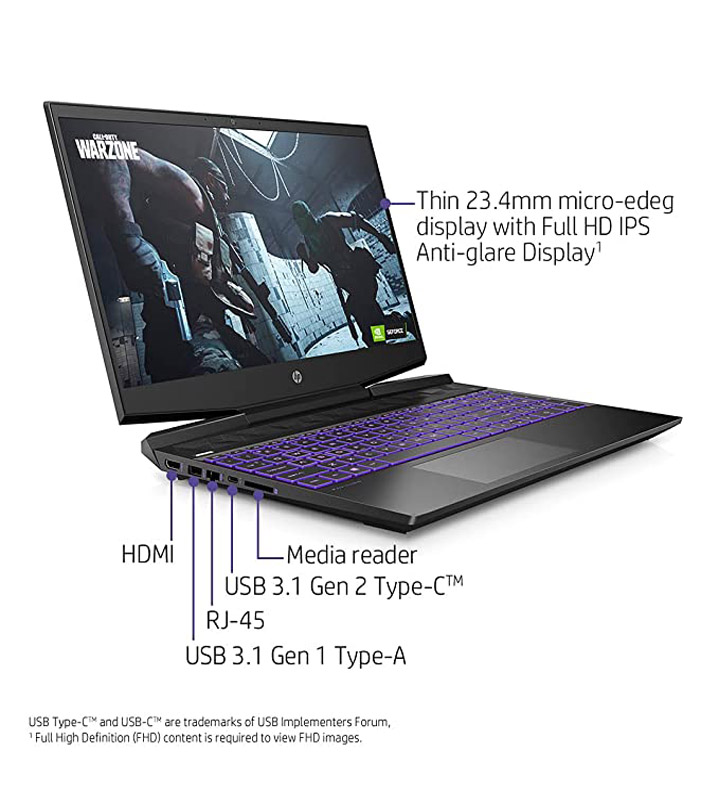 CALL OF DUTY
WARZONE
Thin 23.4mm micro-edeg
display with Full HD IPS
Anti-glare Display¹
NVIDIA
GEFORCE
hp
HDMI
Media reader
USB 3.1 Gen 2 Type-C™
RJ-45
USB 3.1 Gen 1 Type-A
USB Type-C™ and USB-C™ are trademarks of USB Implementers Forum,
¹ Full High Definition (FHD) content is required to view FHD images.